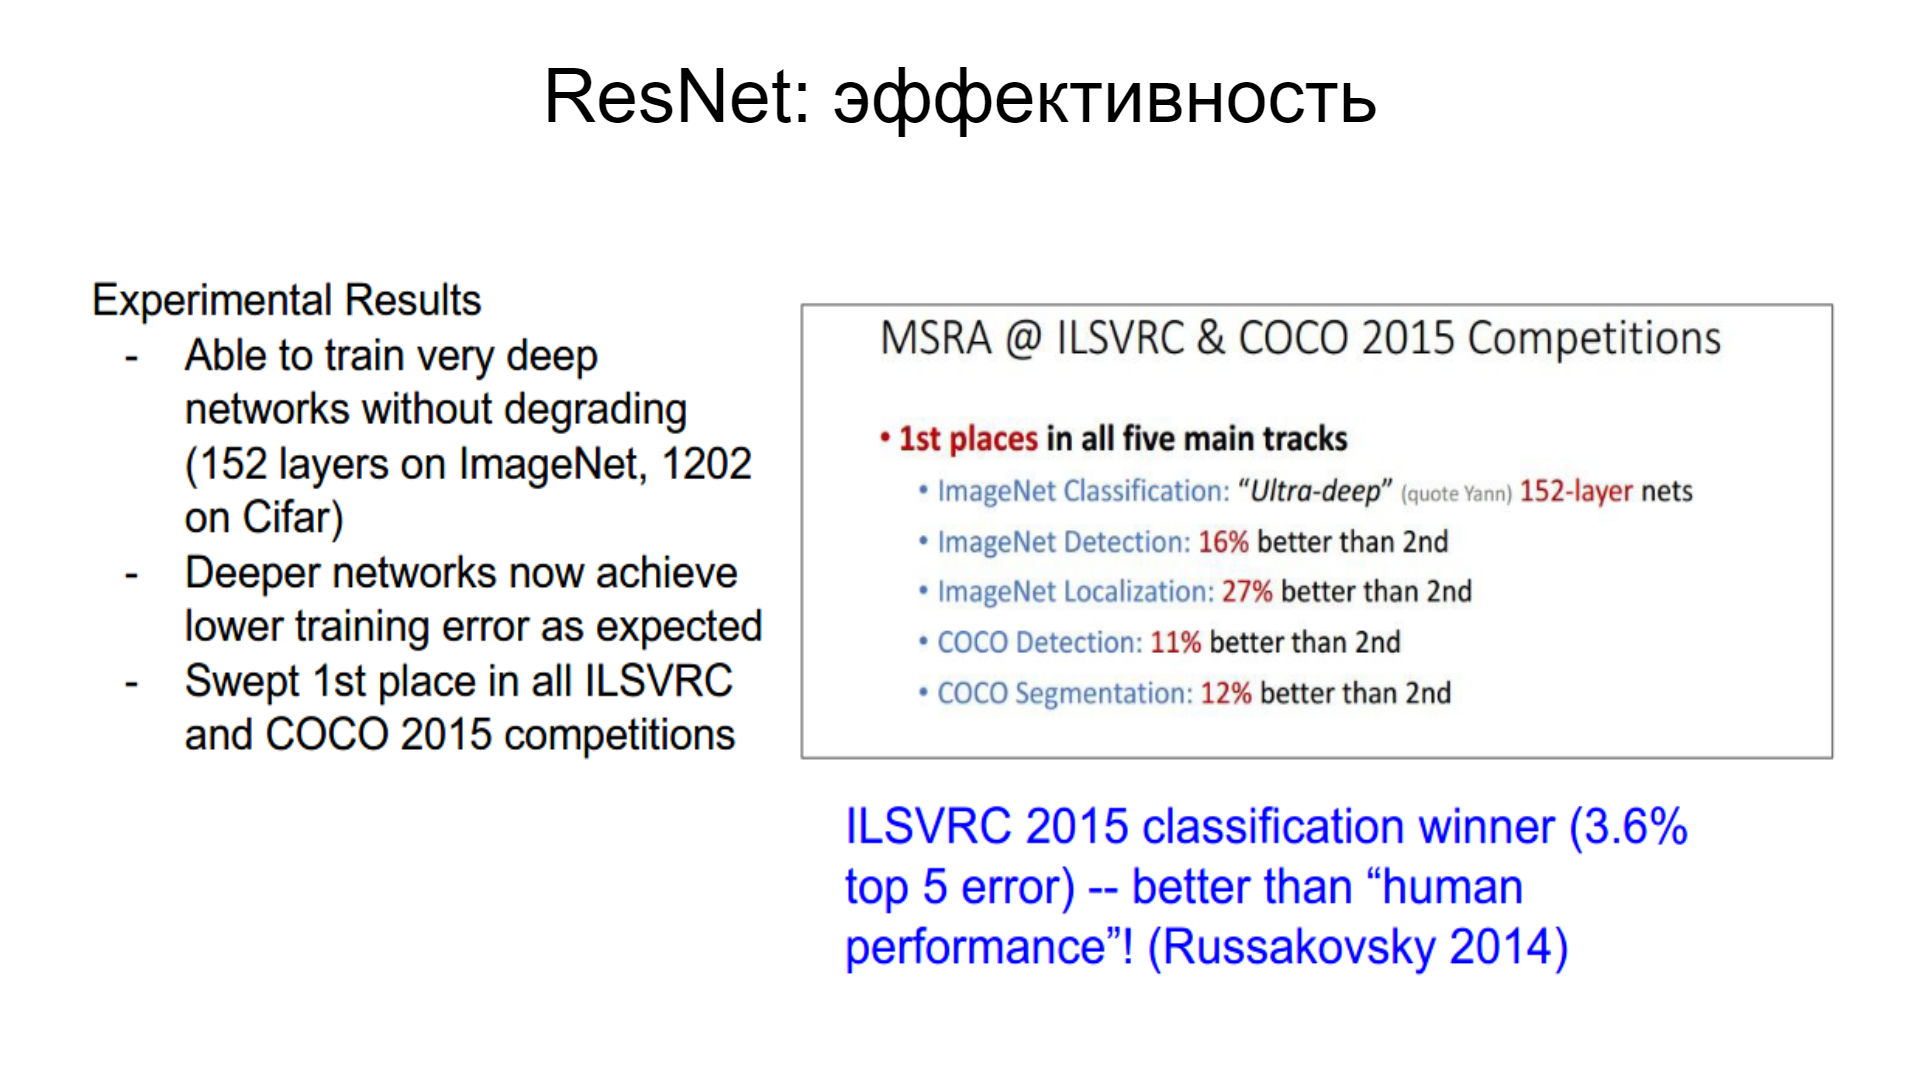 ResNet: эффективность
Experimental Results
- Able to train very deep
networks without degrading
(152 layers on ImageNet, 1202
on Cifar)
- Deeper networks now achieve
lower training error as expected
- Swept 1st place in all ILSVRC
and COCO 2015 competitions
MSRA @ ILSVRC & COCO 2015 Competitions
• 1st places in all five main tracks
• ImageNet Classification: “Ultra-deep” (quote Yann) 152-layer nets
• ImageNet Detection: 16% better than 2nd
• ImageNet Localization: 27% better than 2nd
• COCO Detection: 11% better than 2nd
• COCO Segmentation: 12% better than 2nd
ILSVRC 2015 classification winner (3.6%
top 5 error) -- better than “human
performance”! (Russakovsky 2014)